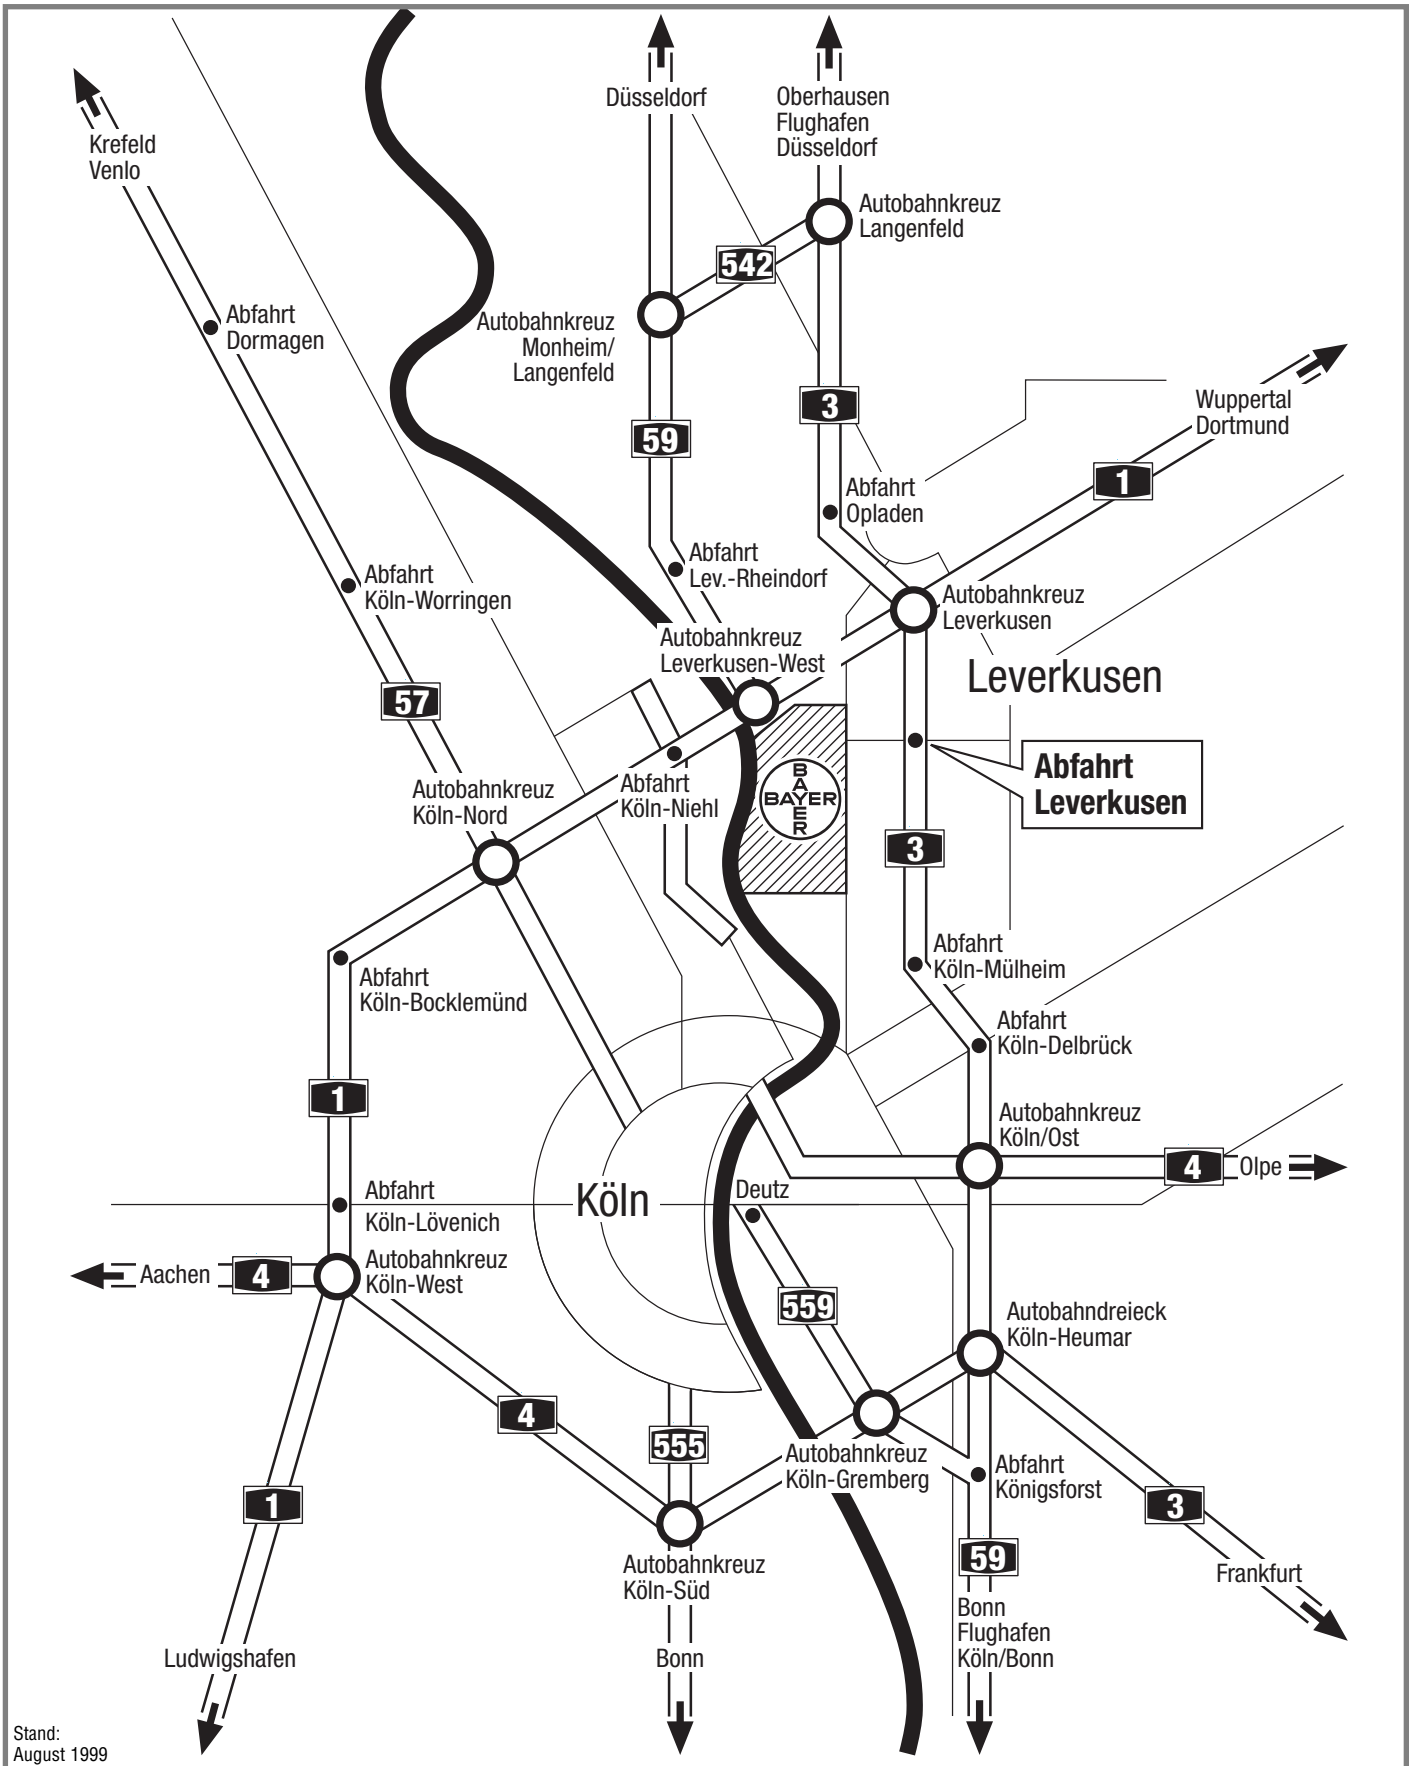 Düsseldorf
Oberhausen
Flughafen
Düsseldorf
Krefeld
Venlo
Autobahnkreuz
Langenfeld
542
Abfahrt
Dormagen
Autobahnkreuz
Monheim/
Langenfeld
3
Wuppertal
Dortmund
59
1
Abfahrt
Opladen
Abfahrt
Lev.-Rheindorf
Abfahrt
Köln-Worringen
Autobahnkreuz
Leverkusen
Autobahnkreuz
Leverkusen-West
Leverkusen
57
Abfahrt
Leverkusen
Autobahnkreuz
Köln-Nord
Abfahrt
Köln-Niehl
BAYER
BAYER
3
Abfahrt
Köln-Mülheim
Abfahrt
Köln-Bocklemünd
Abfahrt
Köln-Delbrück
1
Autobahnkreuz
Köln/Ost
4
Olpe
Abfahrt
Köln-Lövenich
Köln
Deutz
Aachen
4
Autobahnkreuz
Köln-West
559
Autobahndreieck
Köln-Heumar
4
555
Autobahnkreuz
Köln-Gremberg
Abfahrt
Königsforst
1
3
59
Autobahnkreuz
Köln-Süd
Frankfurt
Bonn
Flughafen
Köln/Bonn
Ludwigshafen
Bonn
Stand:
August 1999